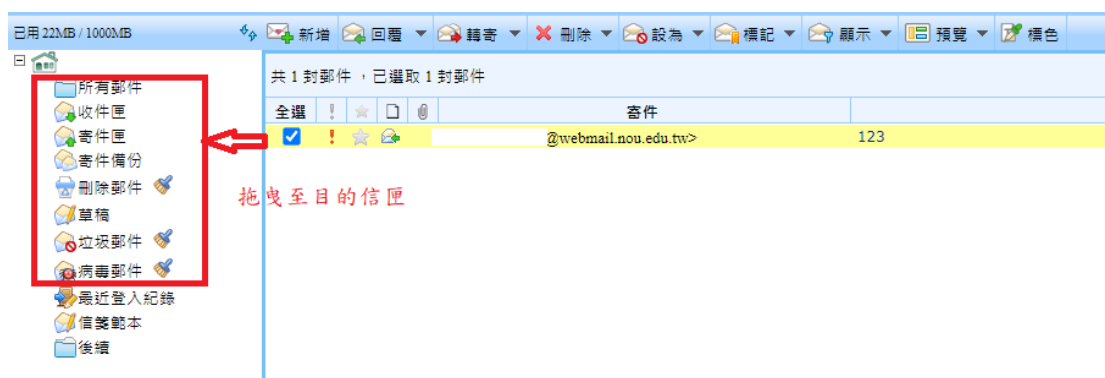 已用 22MB / 1000MB
新增 回覆 轉寄 刪除 設為 標記 顯示 預覽 標色
所有郵件
收件匣
寄件匣
寄件備份
刪除郵件
草稿
垃圾郵件
病毒郵件
最近登入紀錄
信箋範本
後續
共 1 封郵件 ，已選取 1 封郵件
全選 ! 寄件
! @webmail.nou.edu.tw> 123
拖曳至目的信匣